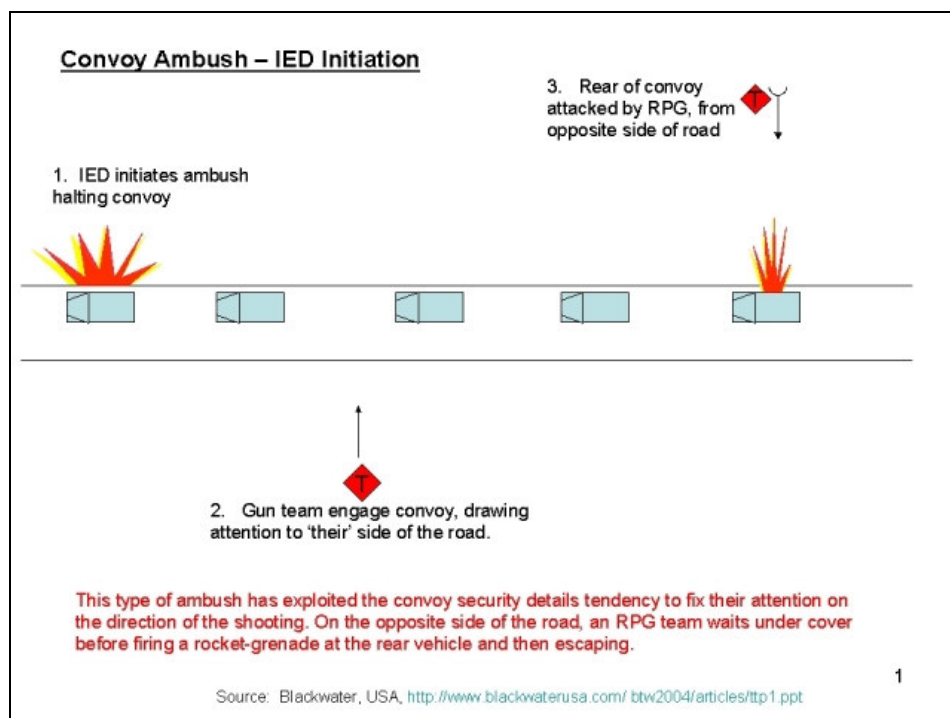 Convoy Ambush – IED Initiation
3. Rear of convoy
attacked by RPG, from
opposite side of road
T
1. IED initiates ambush
halting convoy
T
2. Gun team engage convoy, drawing
attention to 'their' side of the road.
This type of ambush has exploited the convoy security details tendency to fix their attention on
the direction of the shooting. On the opposite side of the road, an RPG team waits under cover
before firing a rocket-grenade at the rear vehicle and then escaping.
1
Source: Blackwater, USA, http://www.blackwaterusa.com/ btw2004/articles/ttp1.ppt